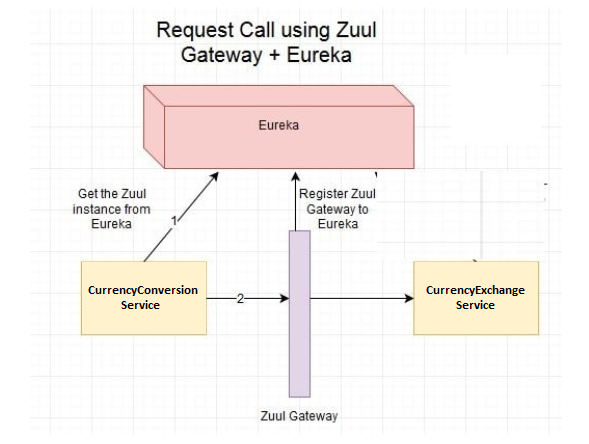 Request Call using Zuul
Gateway + Eureka
Eureka
Get the Zuul
instance from
Eureka
1
Register Zuul
Gateway to
Eureka
CurrencyConversion
Service
2
CurrencyExchange
Service
Zuul Gateway